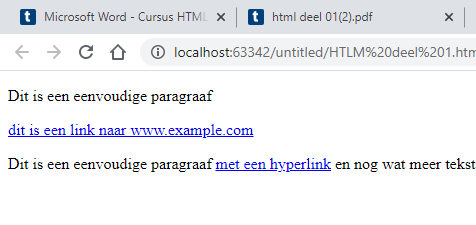 Microsoft Word - Cursus HTML
html deel 01(2).pdf
localhost:63342/untitled/HTLM%20deel%201.htm
Dit is een eenvoudige paragraaf
dit is een link naar www.example.com
Dit is een eenvoudige paragraaf met een hyperlink en nog wat meer tekst